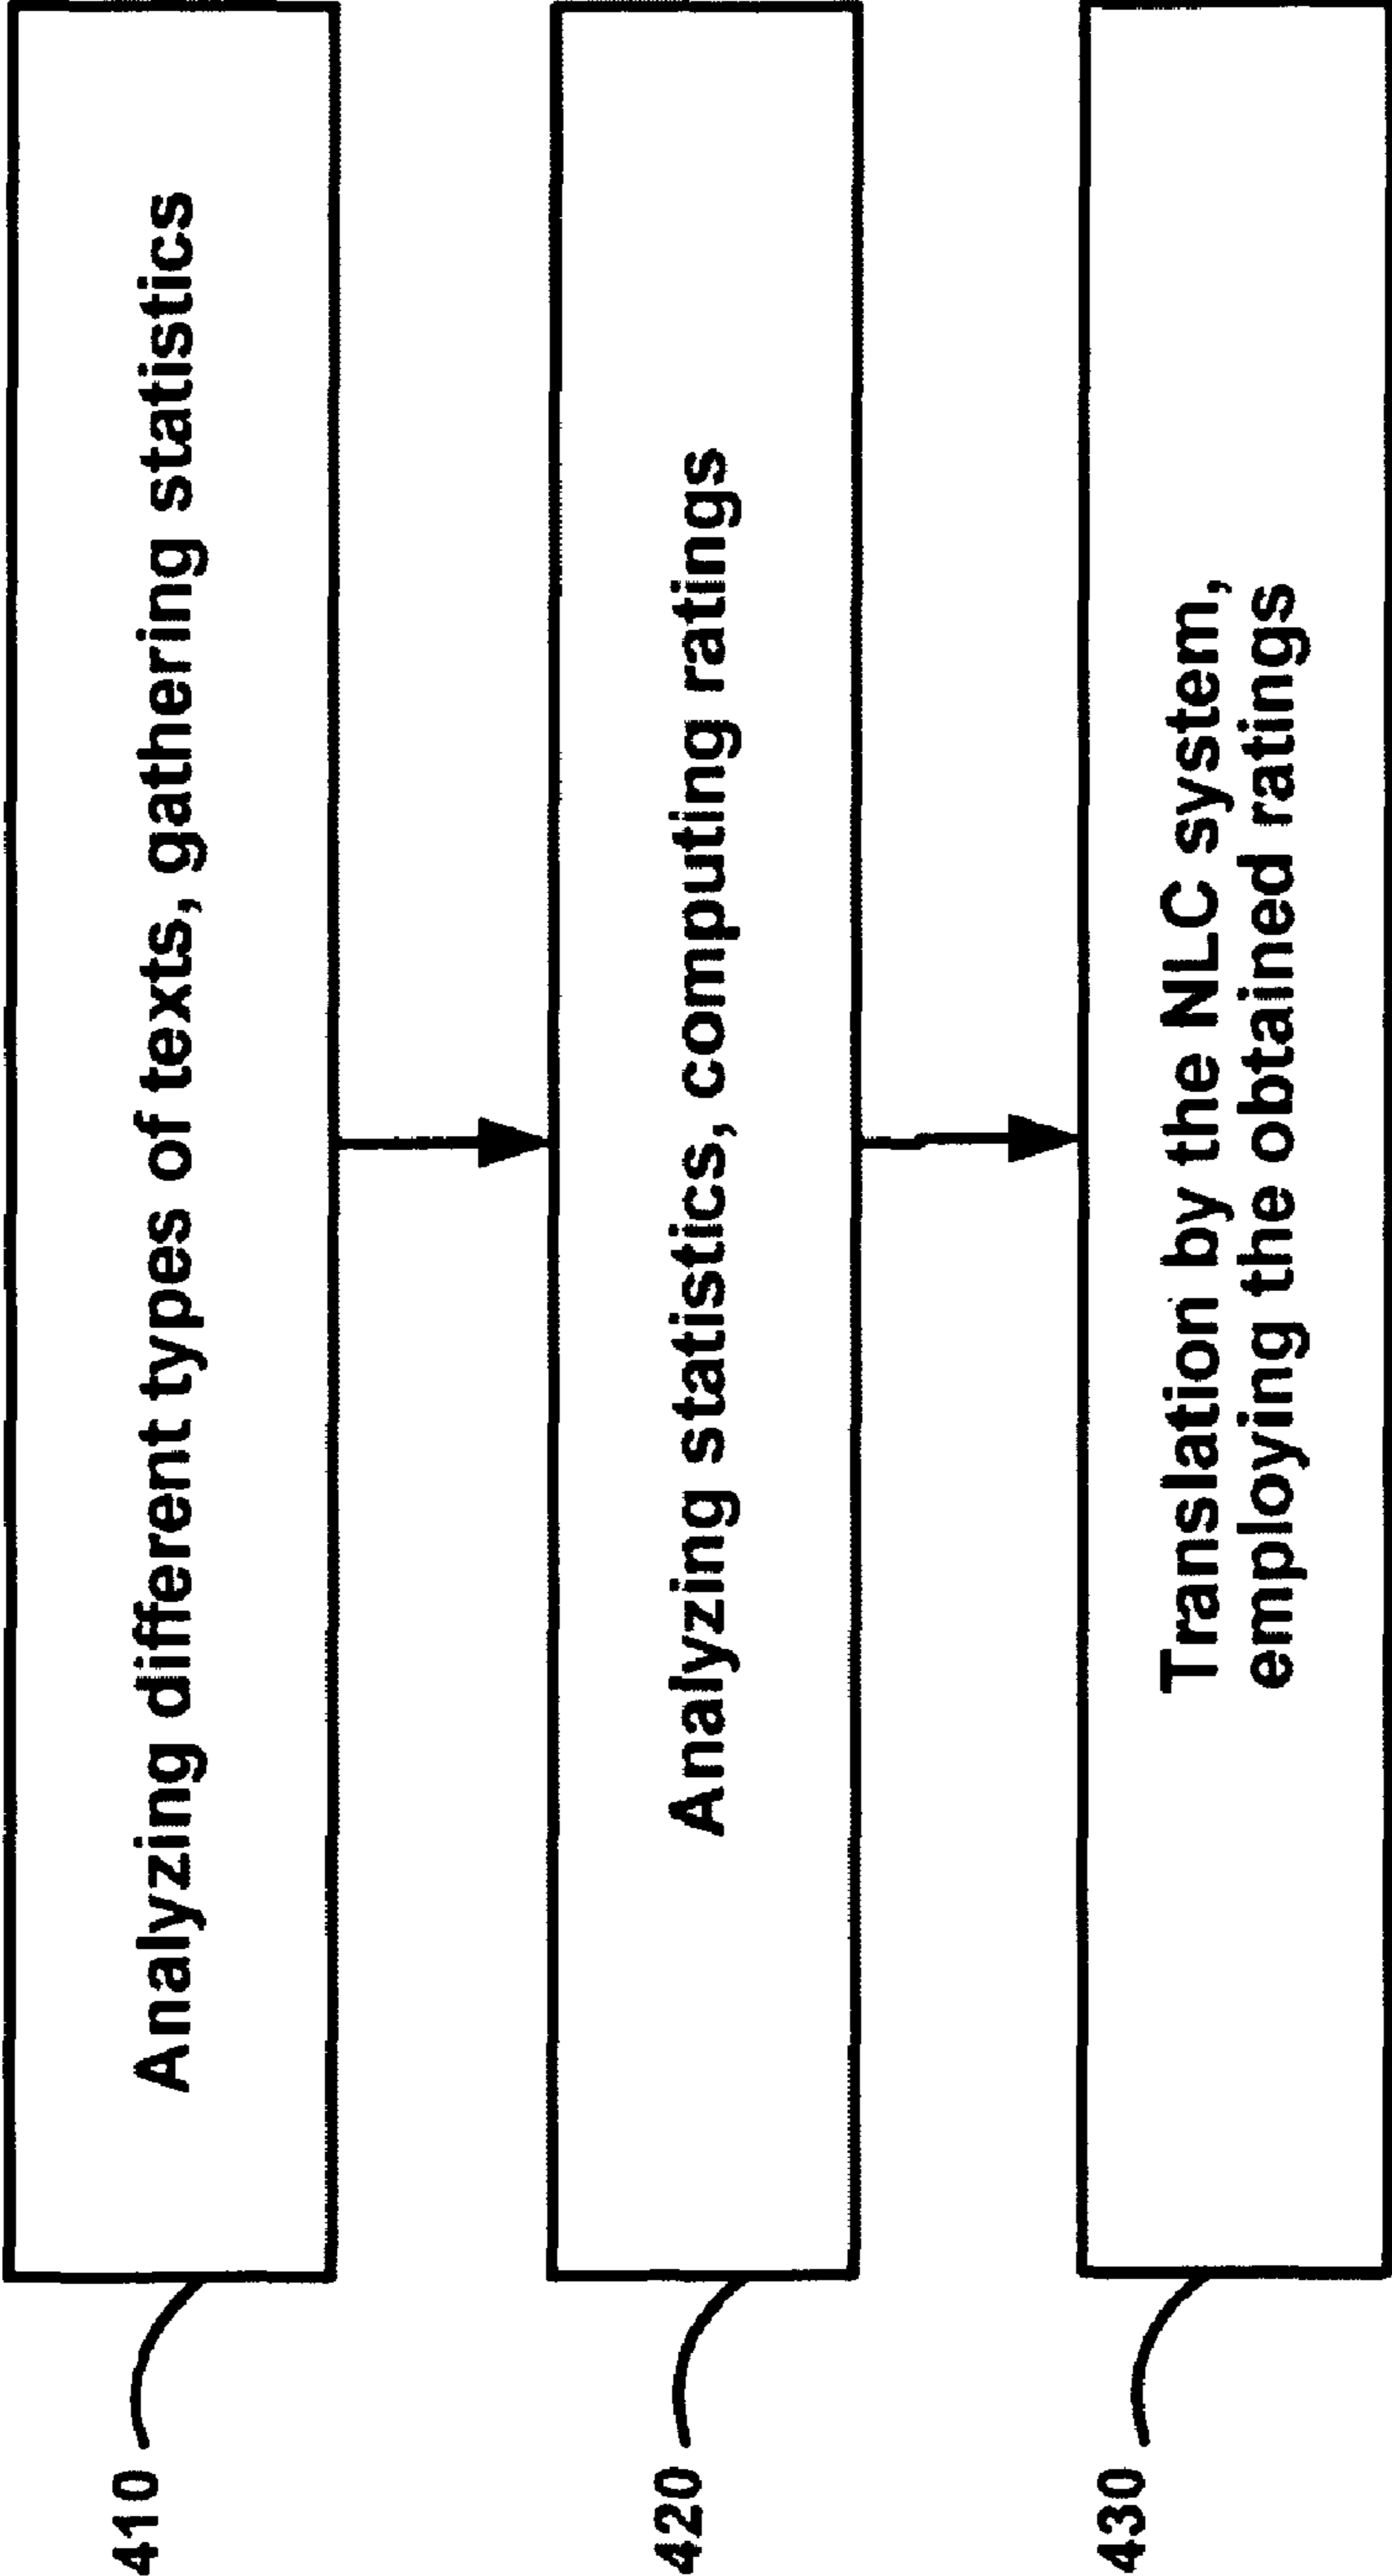 410
Analyzing different types of texts, gathering statistics
420
Analyzing statistics, computing ratings
430
Translation by the NLC system,
employing the obtained ratings